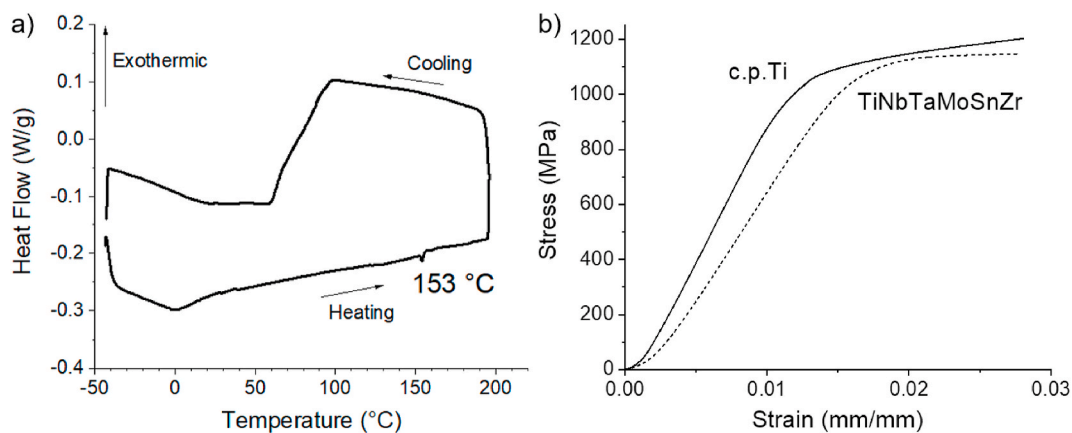 a)
0.2
0.1
0.0
-0.1
-0.2
-0.3
-0.4
Heat Flow (W/g)
Exothermic
Cooling
153 °C
Heating
-50
0
50
100
150
200
Temperature (°C)
b)
1200
1000
800
600
400
200
0
Stress (MPa)
c.p.Ti
TiNbTaMoSnZr
0.00
0.01
0.02
0.03
Strain (mm/mm)